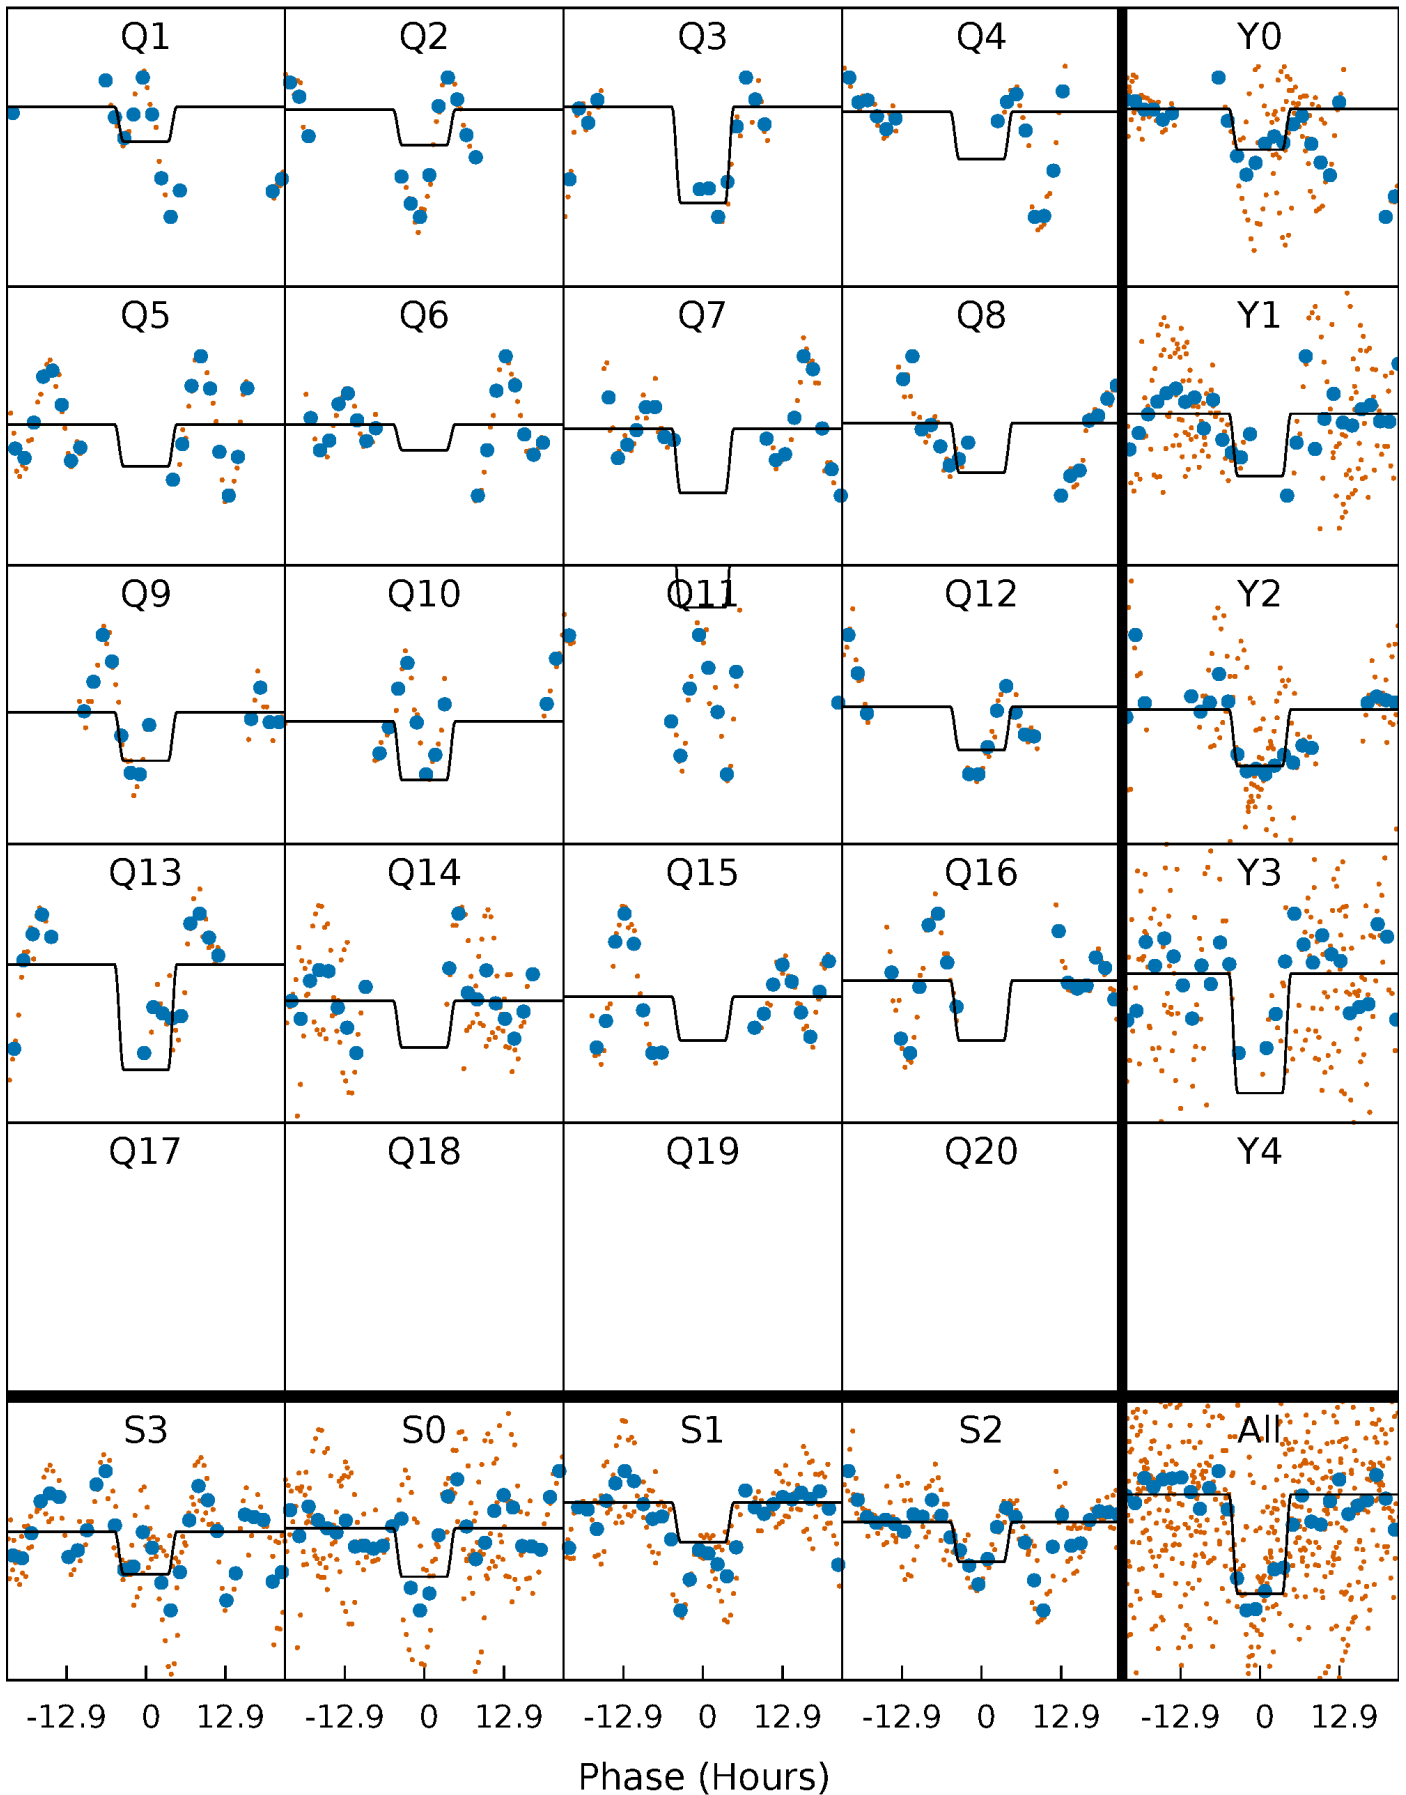 Q1 Q2 Q3 Q4 Y0
Q5 Q6 Q7 Q8 Y1
Q9 Q10 Q11 Q12 Y2
Q13 Q14 Q15 Q16 Y3
Q17 Q18 Q19 Q20 Y4
S3 S0 S1 S2 All
-12.9 0 12.9 -12.9 0 12.9 -12.9 0 12.9 -12.9 0 12.9 -12.9 0 12.9
Phase (Hours)